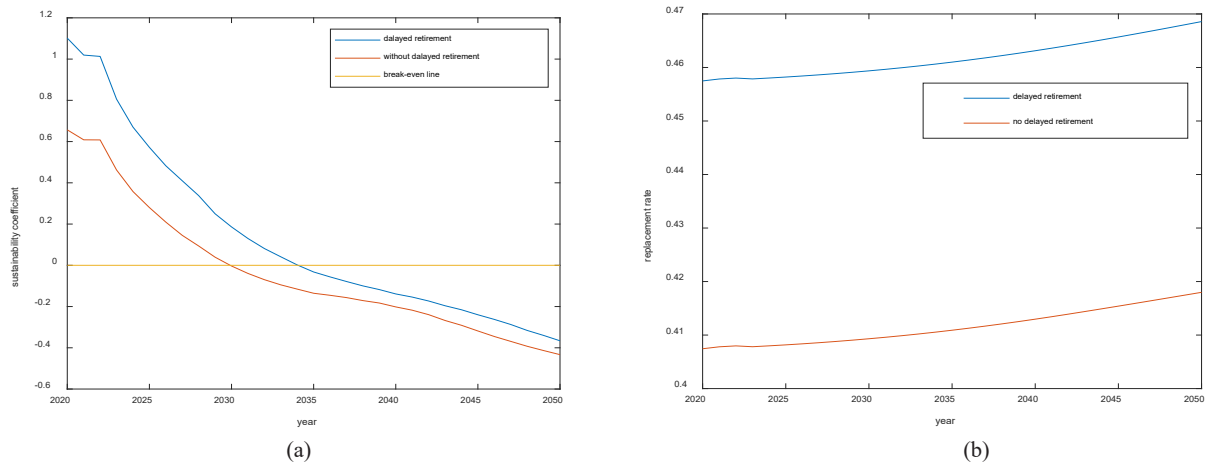 1.2
1
0.8
0.6
0.4
0.2
0
-0.2
-0.4
-0.6
sustainability coefficient
dalayed retirement
without dalayed retirement
break-even line
2020 2025 2030 2035 2040 2045 2050
year
(a)
0.47
0.46
0.45
0.44
0.43
0.42
0.41
0.4
replacement rate
delayed retirement
no delayed retirement
2020 2025 2030 2035 2040 2045 2050
year
(b)